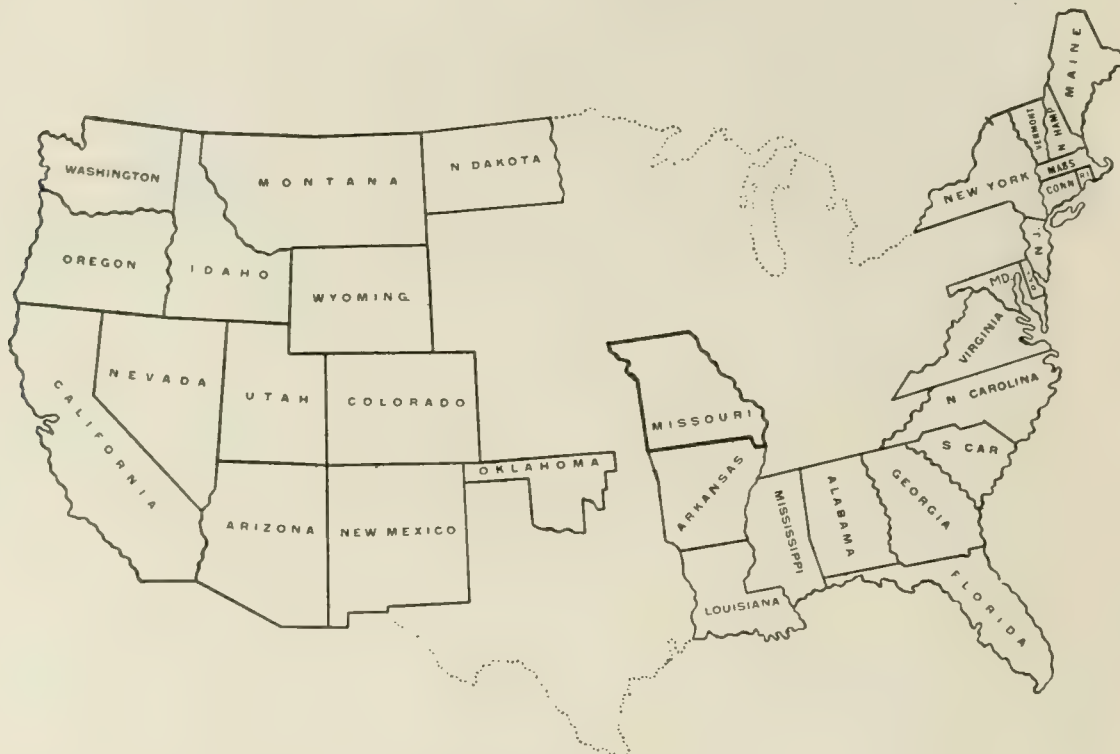 MAINE
VERMONT
N HAMP
MASS
CONN
R I
NEW YORK
N. J.
MD.
WASHINGTON
MONTANA
N DAKOTA
OREGON
IDAHO
WYOMING
VIRGINIA
N CAROLINA
S CAR
NEVADA
UTAH
COLORADO
CALIFORNIA
MISSOURI
OKLAHOMA
ARKANSAS
ARIZONA
NEW MEXICO
MISSISSIPPI
ALABAMA
GEORGIA
LOUISIANA
FLORIDA